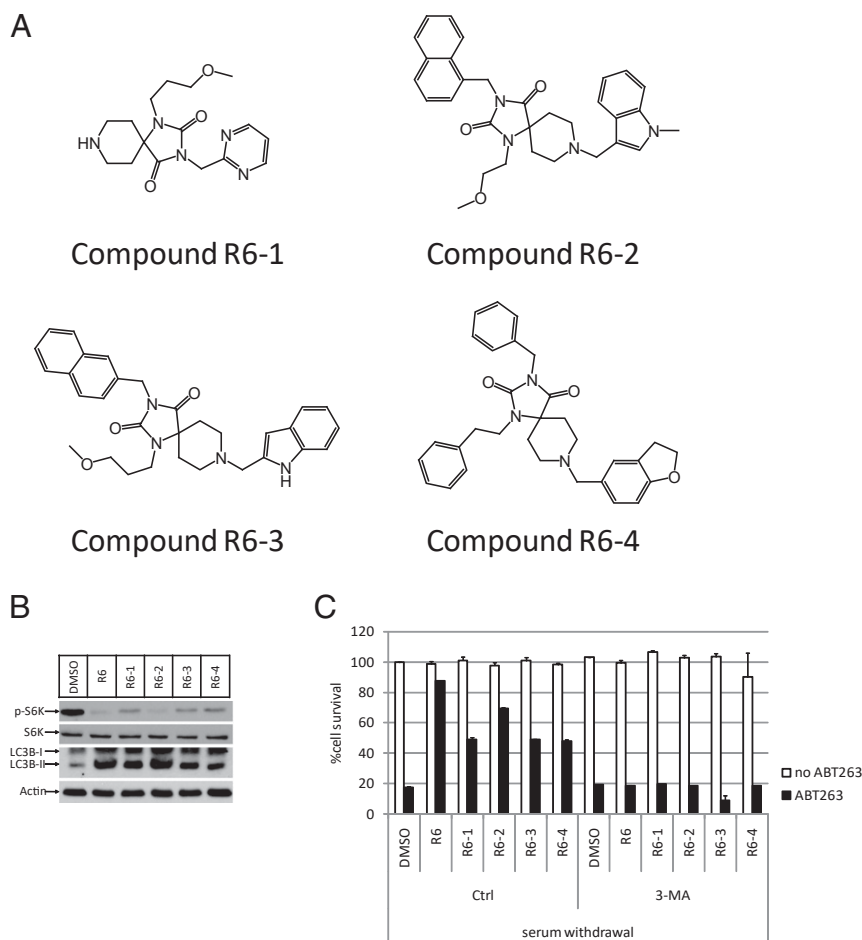 A
O
O
N
HN
N
O
N
N
O
N
O
N
N
N
O
O
Compound R6-1
Compound R6-2
O
N
O
N
N
O
N
H
O
N
O
N
N
O
Compound R6-3
Compound R6-4
B
DMSO R6 R6-1 R6-2 R6-3 R6-4
p-S6K
S6K
LC3B-I
LC3B-II
Actin
C
120
100
80
60
40
20
0
%cell survival
DMSO R6 R6-1 R6-2 R6-3 R6-4 DMSO R6 R6-1 R6-2 R6-3 R6-4
Ctrl 3-MA
serum withdrawal
no ABT263
ABT263